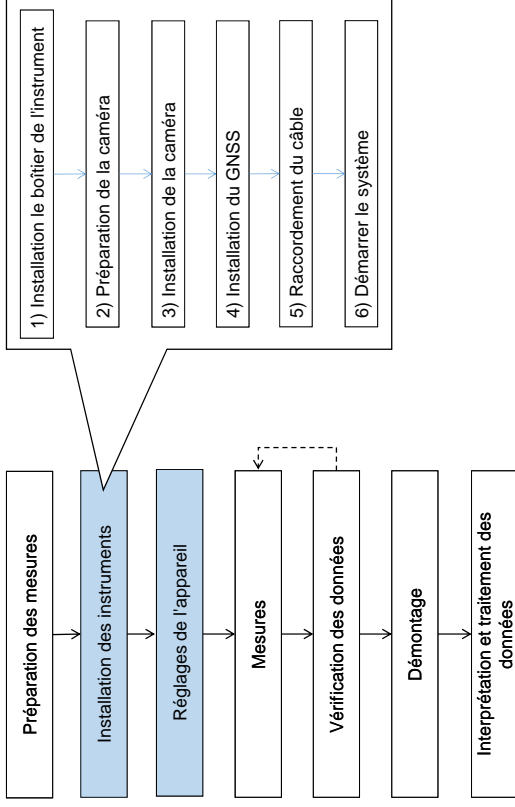 Préparation des mesures
Installation des instruments
Réglages de l'appareil
Mesures
Vérification des données
Démontage
Interprétation et traitement des
données
1) Installation le boîtier de l'instrument
2) Préparation de la caméra
3) Installation de la caméra
4) Installation du GNSS
5) Raccordement du câble
6) Démarrer le système